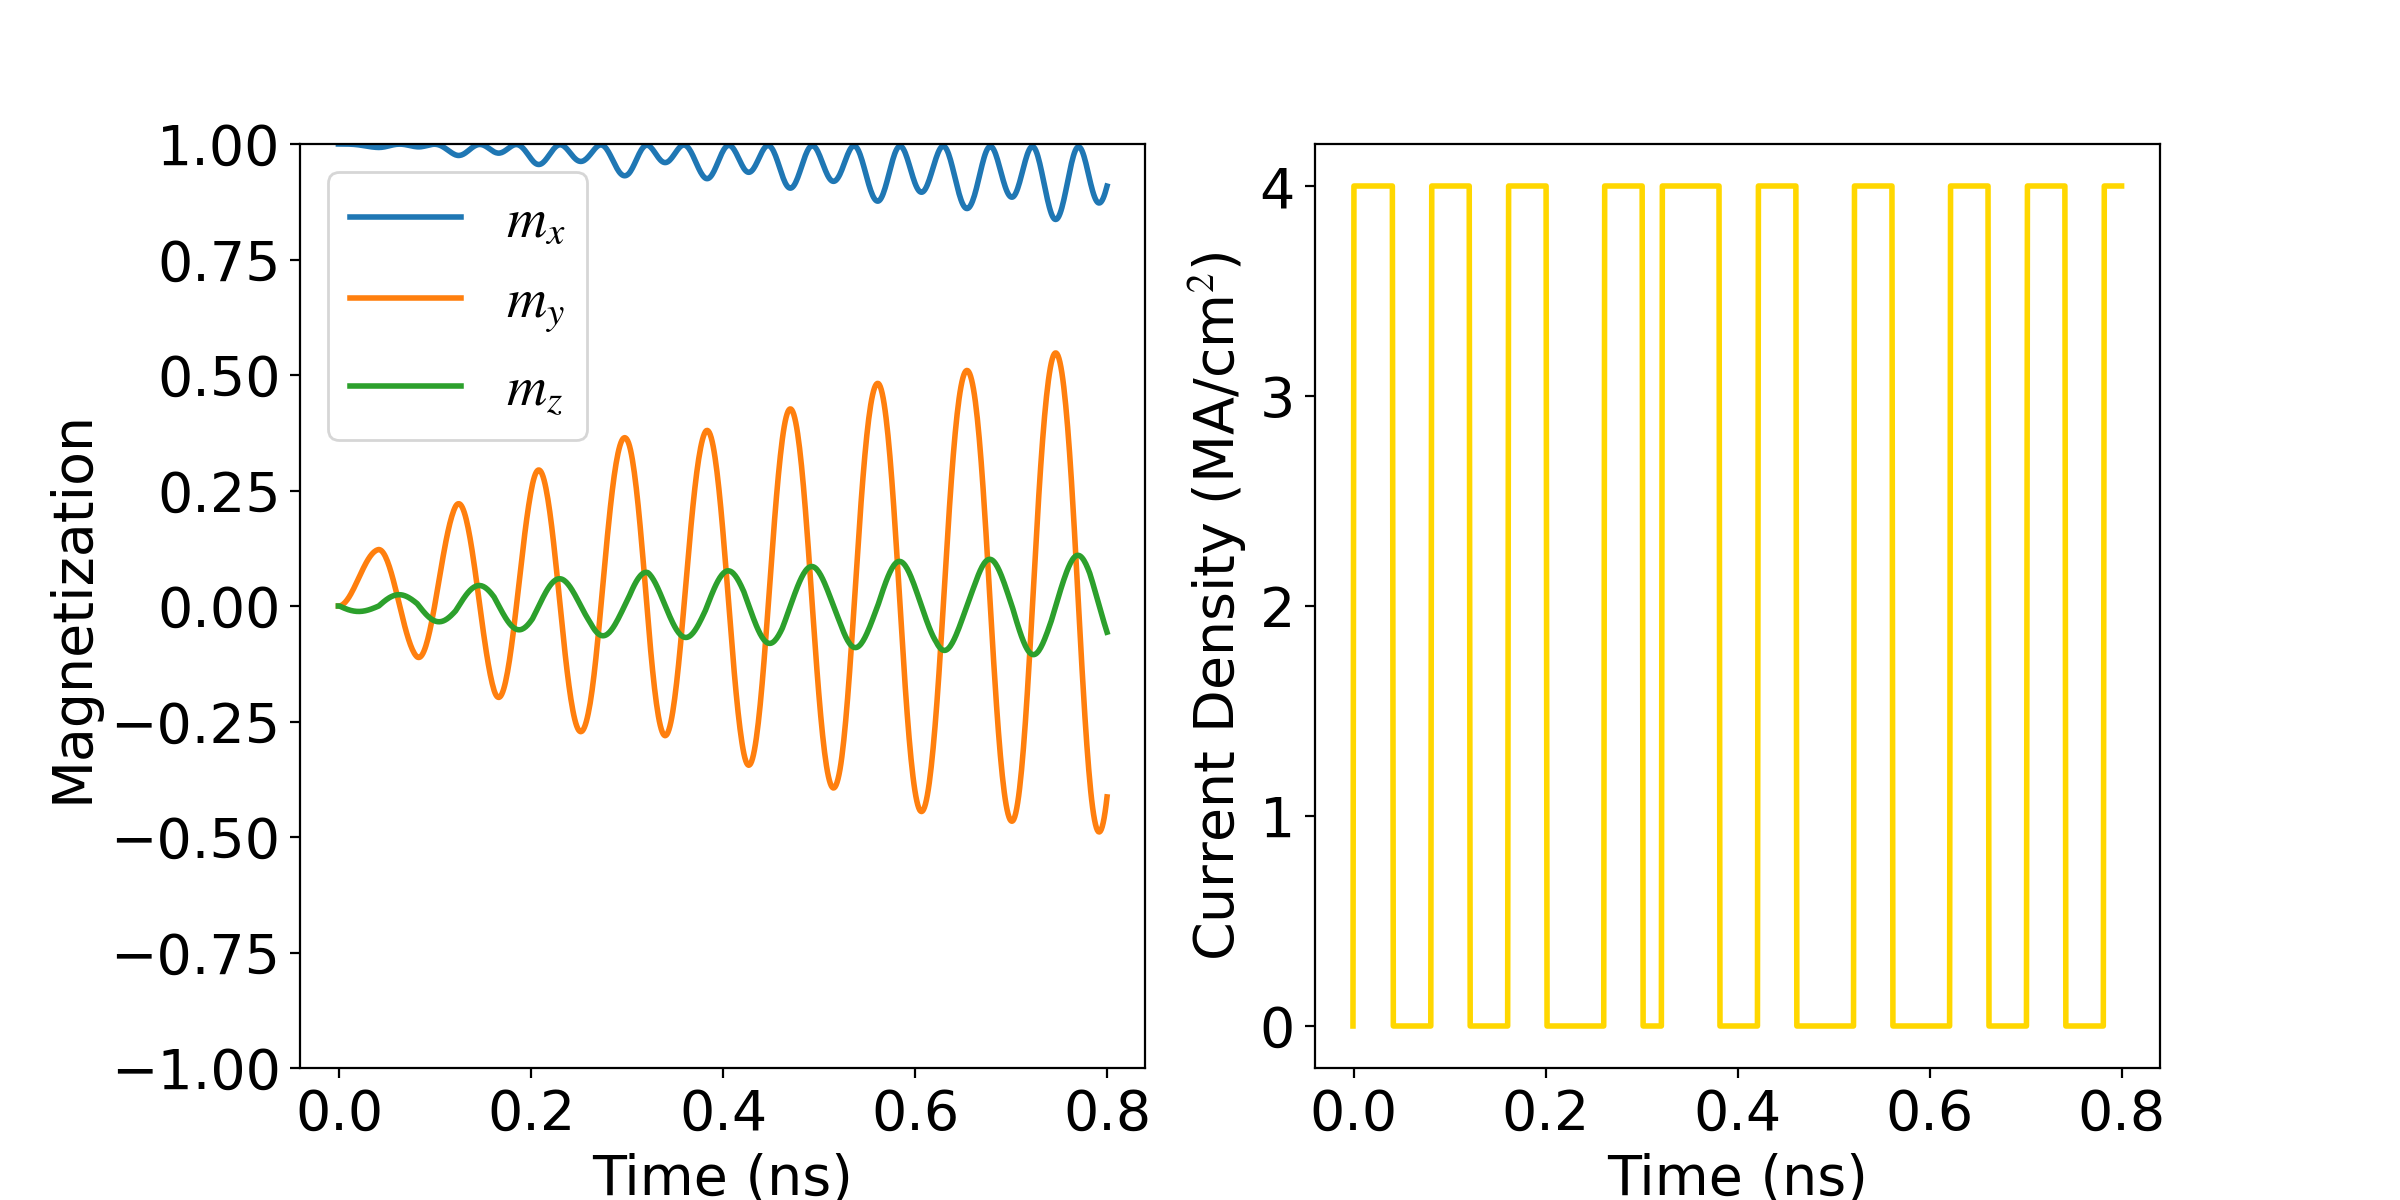 1.00
0.75
0.50
0.25
0.00
−0.25
−0.50
−0.75
−1.00
Magnetization
m_x
m_y
m_z
0.0 0.2 0.4 0.6 0.8
Time (ns)
4
3
2
1
0
Current Density (MA/cm²)
0.0 0.2 0.4 0.6 0.8
Time (ns)